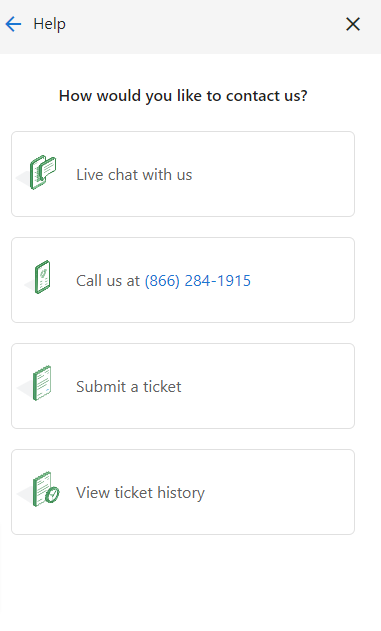 Help
How would you like to contact us?
Live chat with us
Call us at (866) 284-1915
Submit a ticket
View ticket history